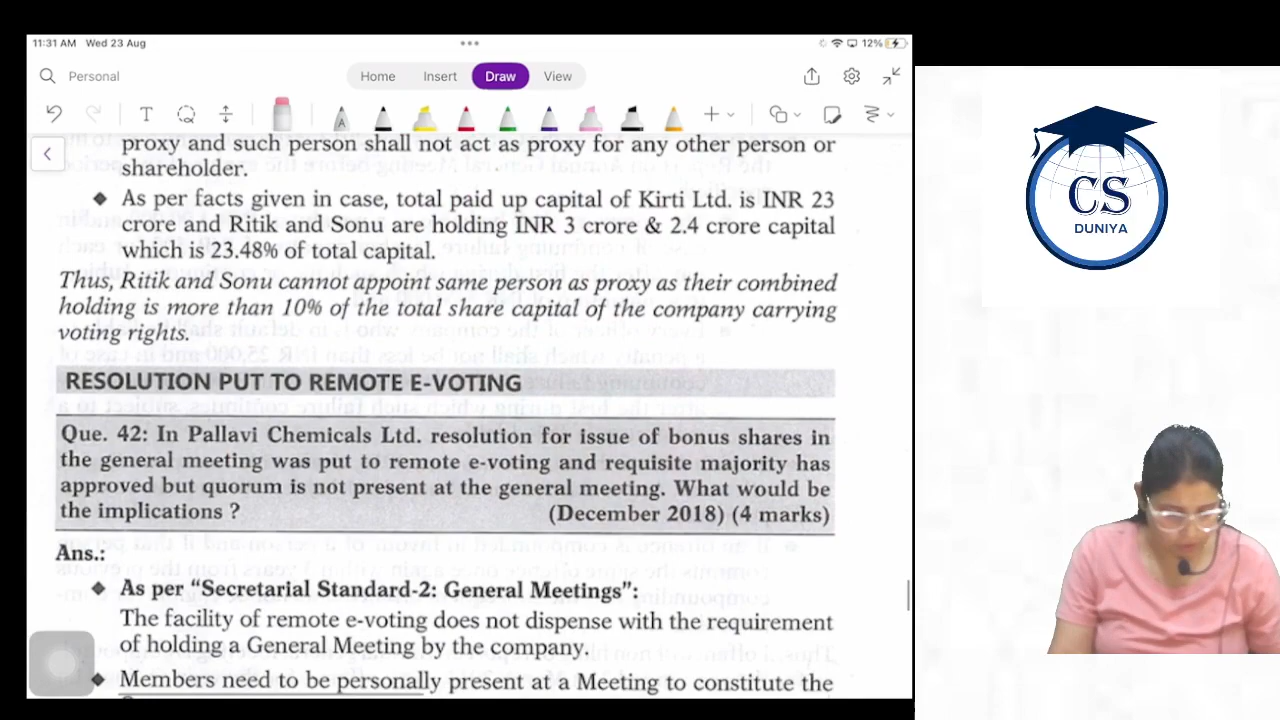 11:31 AM Wed 23 Aug
12%
Personal
Home Insert Draw View
proxy and such person shall not act as proxy for any other person or
shareholder.
❖ As per facts given in case, total paid up capital of Kirti Ltd. is INR 23
crore and Ritik and Sonu are holding INR 3 crore & 2.4 crore capital
which is 23.48% of total capital.
Thus, Ritik and Sonu cannot appoint same person as proxy as their combined
holding is more than 10% of the total share capital of the company carrying
voting rights.
RESOLUTION PUT TO REMOTE E-VOTING
Que. 42: In Pallavi Chemicals Ltd. resolution for issue of bonus shares in
the general meeting was put to remote e-voting and requisite majority has
approved but quorum is not present at the general meeting. What would be
the implications ? (December 2018) (4 marks)
Ans.:
❖ As per “Secretarial Standard-2: General Meetings”:
The facility of remote e-voting does not dispense with the requirement
of holding a General Meeting by the company.
❖ Members need to be personally present at a Meeting to constitute the
CS
DUNIYA